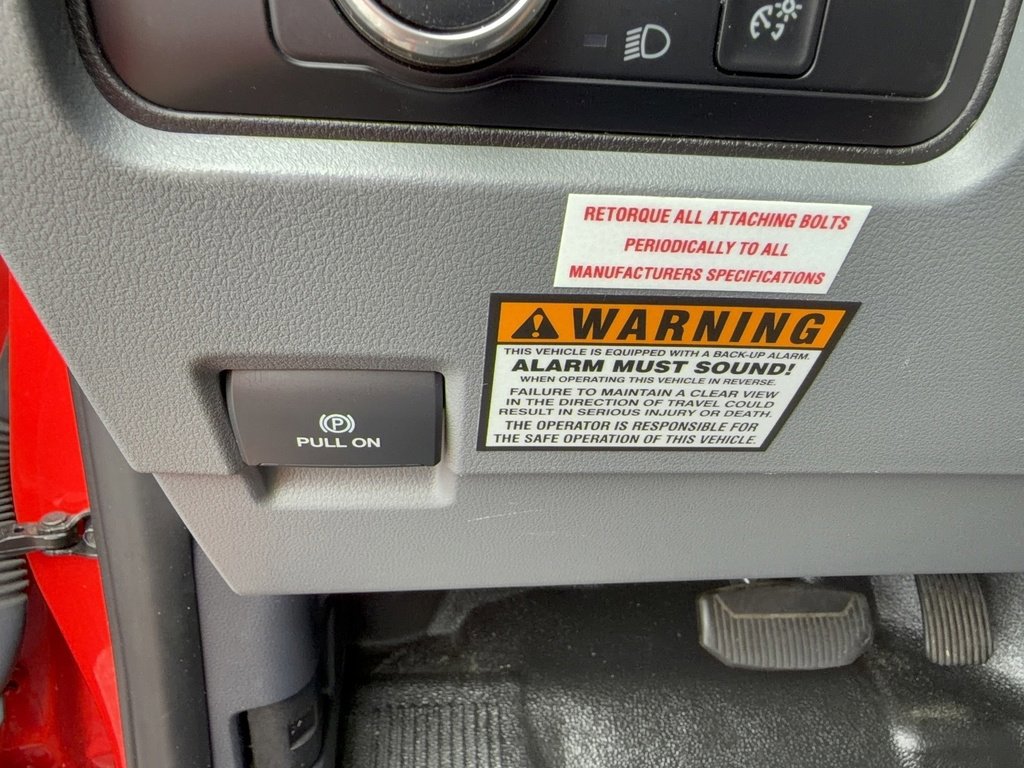 RETORQUE ALL ATTACHING BOLTS
PERIODICALLY TO ALL
MANUFACTURERS SPECIFICATIONS
WARNING
THIS VEHICLE IS EQUIPPED WITH A BACK-UP ALARM.
ALARM MUST SOUND!
WHEN OPERATING THIS VEHICLE IN REVERSE.
FAILURE TO MAINTAIN A CLEAR VIEW
IN THE DIRECTION OF TRAVEL COULD
RESULT IN SERIOUS INJURY OR DEATH.
THE OPERATOR IS RESPONSIBLE FOR
THE SAFE OPERATION OF THIS VEHICLE.
P
PULL ON